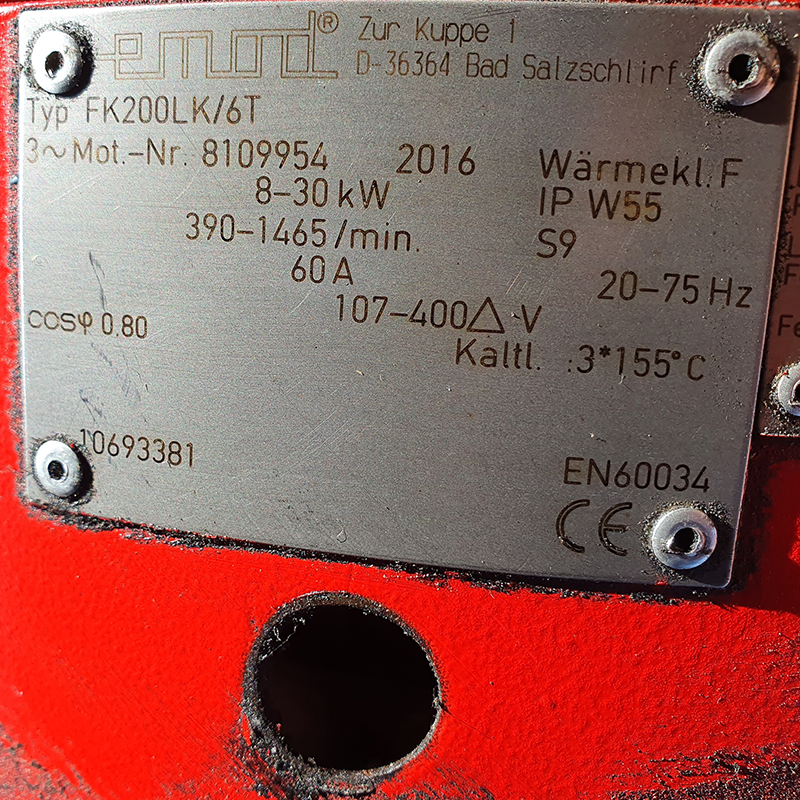 emond® Zur Kuppe 1
D-36364 Bad Salzschlirf
Typ FK200LK/6T
3~Mot.-Nr. 8109954 2016 Wärmekl. F
8-30 kW IP W55
390-1465/min. S9
60 A 20-75 Hz
cosφ 0.80 107-400△ V
Kaltl. :3*155°C
10693381
EN60034
CE